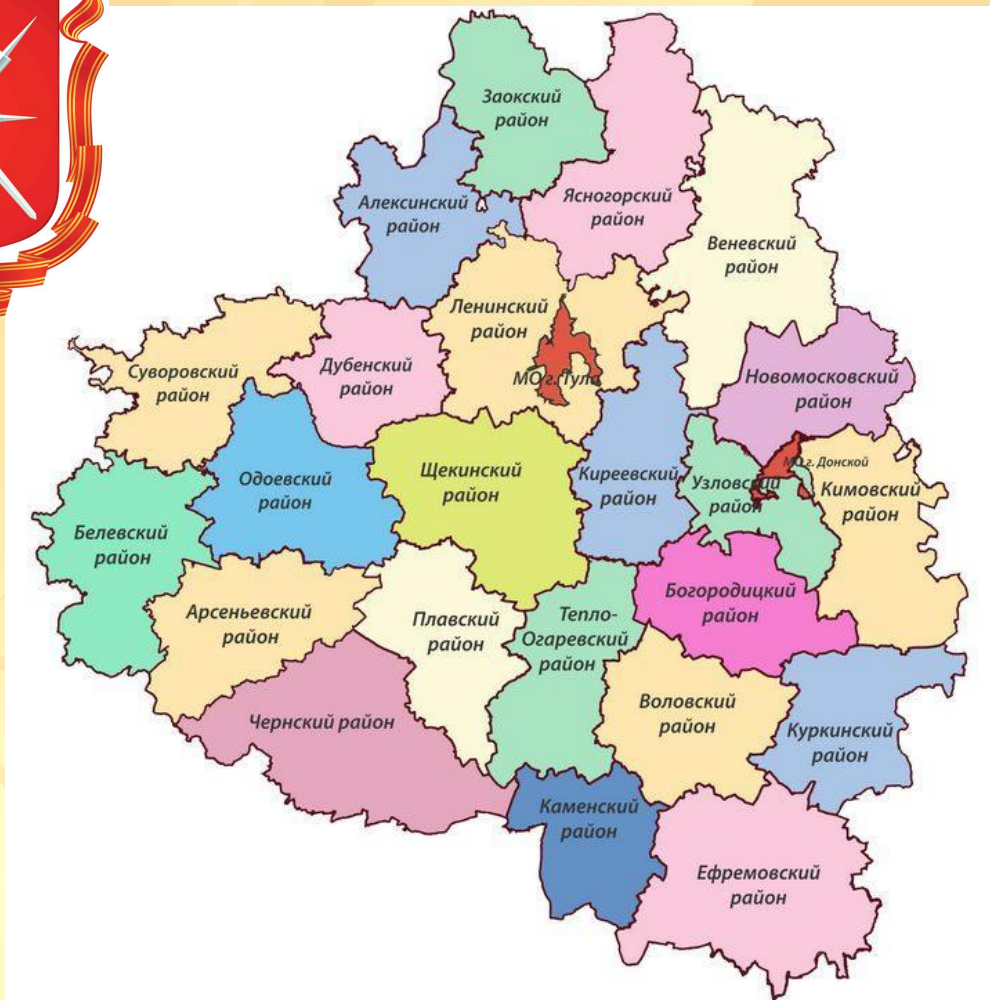 Заокский
район
Алексинский
район
Ясногорский
район
Веневский
район
Ленинский
район
МО г. Тула
Суворовский
район
Дубенский
район
Новомосковский
район
Одоевский
район
Щекинский
район
Киреевский
район
Узловский
район
МО г. Донской
Кимовский
район
Белевский
район
Арсеньевский
район
Плавский
район
Тепло-
Огаревский
район
Богородицкий
район
Чернский район
Воловский
район
Куркинский
район
Каменский
район
Ефремовский
район